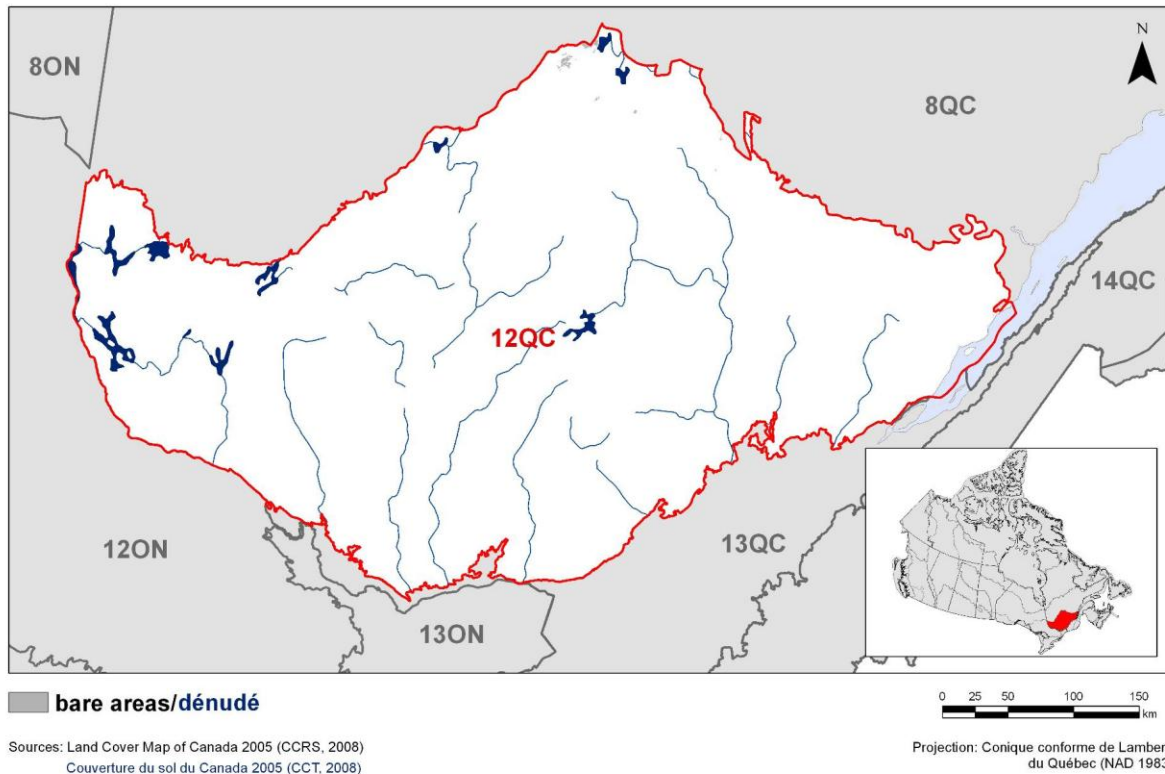 N
8ON
8QC
14QC
12QC
12ON
13QC
13ON
bare areas/dénudé
0 25 50 100 150
km
Sources: Land Cover Map of Canada 2005 (CCRS, 2008)
Couverture du sol du Canada 2005 (CCT, 2008)
Projection: Conique conforme de Lamber
du Québec (NAD 1983